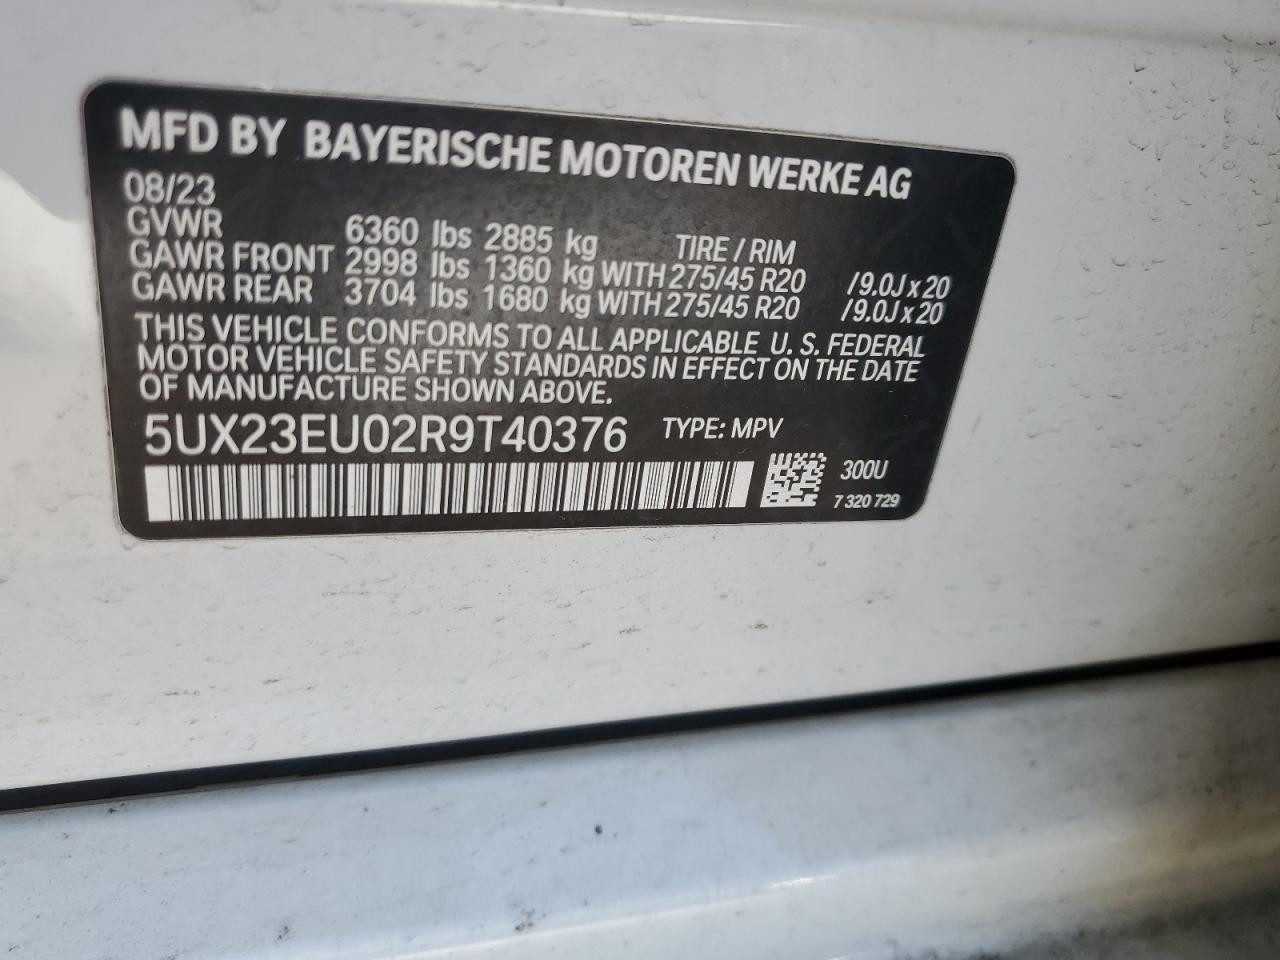 MFD BY BAYERISCHE MOTOREN WERKE AG
08/23
GVWR 6360 lbs 2885 kg TIRE / RIM
GAWR FRONT 2998 lbs 1360 kg WITH 275/45 R20 /9.0J x 20
GAWR REAR 3704 lbs 1680 kg WITH 275/45 R20 /9.0J x 20
THIS VEHICLE CONFORMS TO ALL APPLICABLE U. S. FEDERAL
MOTOR VEHICLE SAFETY STANDARDS IN EFFECT ON THE DATE
OF MANUFACTURE SHOWN ABOVE.
5UX23EU02R9T40376 TYPE: MPV
300U
7 320 729